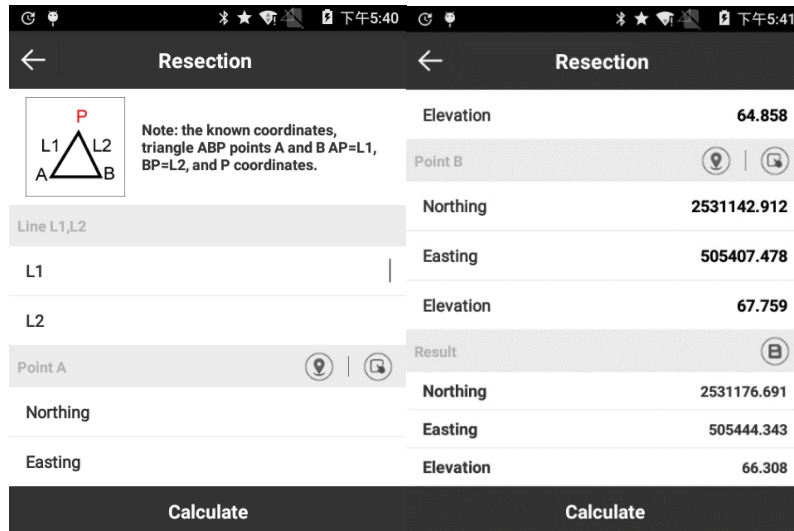 下午5:40
Resection
P
L1
L2
A
B
Note: the known coordinates,
triangle ABP points A and B AP=L1,
BP=L2, and P coordinates.
Line L1,L2
L1
L2
Point A
Northing
Easting
Calculate
下午5:41
Resection
Elevation 64.858
Point B
Northing 2531142.912
Easting 505407.478
Elevation 67.759
Result
Northing 2531176.691
Easting 505444.343
Elevation 66.308
Calculate